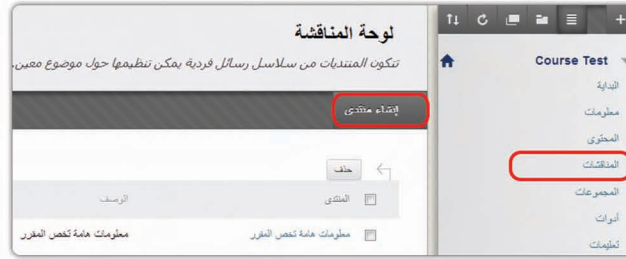 Course Test
البداية
معلومات
المحتوى
المناقشات
المجموعات
أدوات
تعليمات
لوحة المناقشة
تتكون المنتديات من سلاسل رسائل فردية يمكن تنظيمها حول موضوع معين.
إنشاء منتدى
حذف
المنتدى الوصف
معلومات هامة تخص المقرر معلومات هامة تخص المقرر